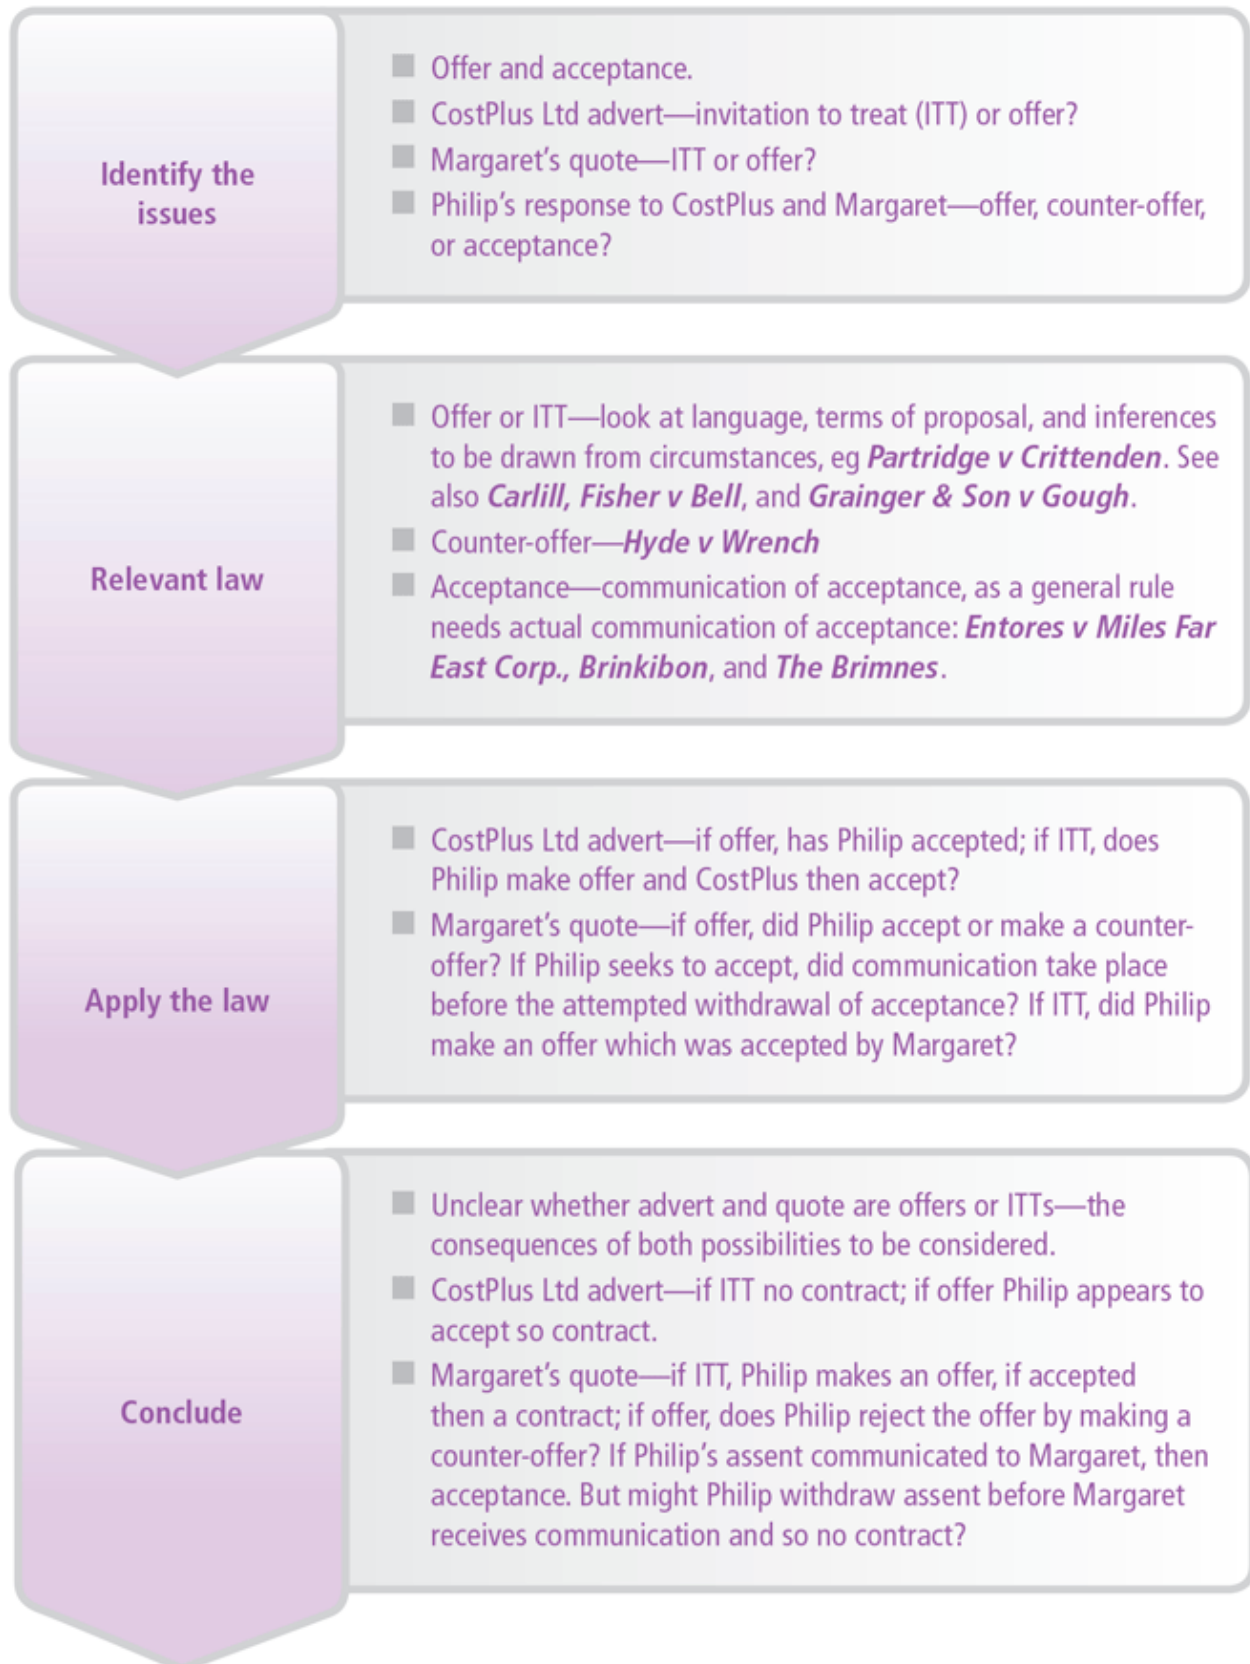 Identify the
issues
Offer and acceptance.
CostPlus Ltd advert—invitation to treat (ITT) or offer?
Margaret's quote—ITT or offer?
Philip's response to CostPlus and Margaret—offer, counter-offer,
or acceptance?
Relevant law
Offer or ITT—look at language, terms of proposal, and inferences
to be drawn from circumstances, eg Partridge v Crittenden. See
also Carlill, Fisher v Bell, and Grainger & Son v Gough.
Counter-offer—Hyde v Wrench
Acceptance—communication of acceptance, as a general rule
needs actual communication of acceptance: Entores v Miles Far
East Corp., Brinkibon, and The Brimnes.
Apply the law
CostPlus Ltd advert—if offer, has Philip accepted; if ITT, does
Philip make offer and CostPlus then accept?
Margaret's quote—if offer, did Philip accept or make a counter-
offer? If Philip seeks to accept, did communication take place
before the attempted withdrawal of acceptance? If ITT, did Philip
make an offer which was accepted by Margaret?
Conclude
Unclear whether advert and quote are offers or ITTs—the
consequences of both possibilities to be considered.
CostPlus Ltd advert—if ITT no contract; if offer Philip appears to
accept so contract.
Margaret's quote—if ITT, Philip makes an offer, if accepted
then a contract; if offer, does Philip reject the offer by making a
counter-offer? If Philip's assent communicated to Margaret, then
acceptance. But might Philip withdraw assent before Margaret
receives communication and so no contract?